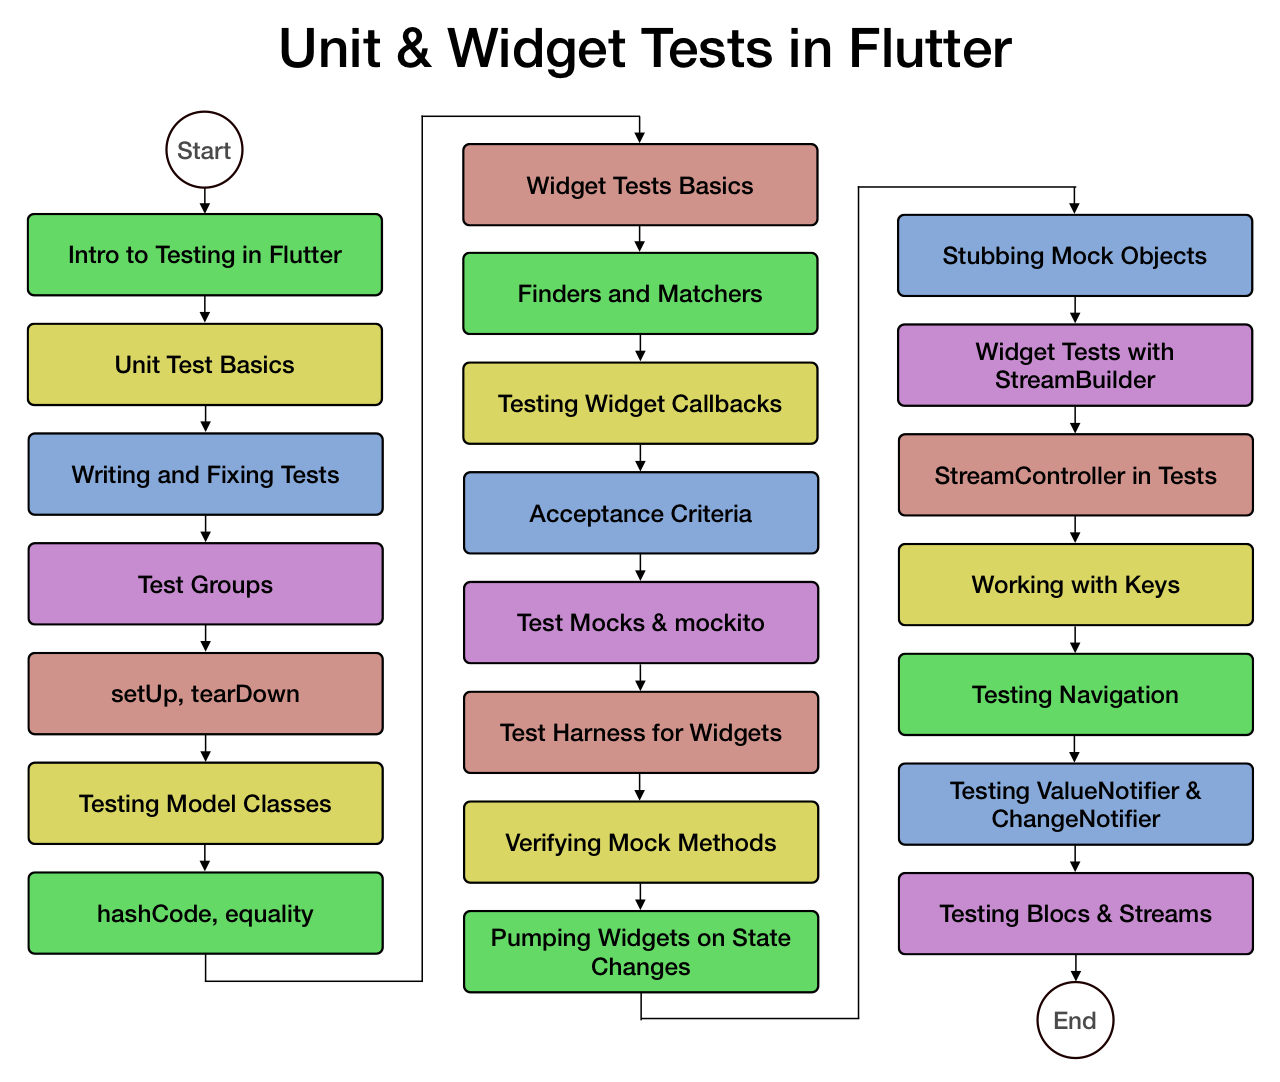 Unit & Widget Tests in Flutter
Start
Intro to Testing in Flutter
Unit Test Basics
Writing and Fixing Tests
Test Groups
setUp, tearDown
Testing Model Classes
hashCode, equality
Widget Tests Basics
Finders and Matchers
Testing Widget Callbacks
Acceptance Criteria
Test Mocks & mockito
Test Harness for Widgets
Verifying Mock Methods
Pumping Widgets on State
Changes
Stubbing Mock Objects
Widget Tests with
StreamBuilder
StreamController in Tests
Working with Keys
Testing Navigation
Testing ValueNotifier &
ChangeNotifier
Testing Blocs & Streams
End